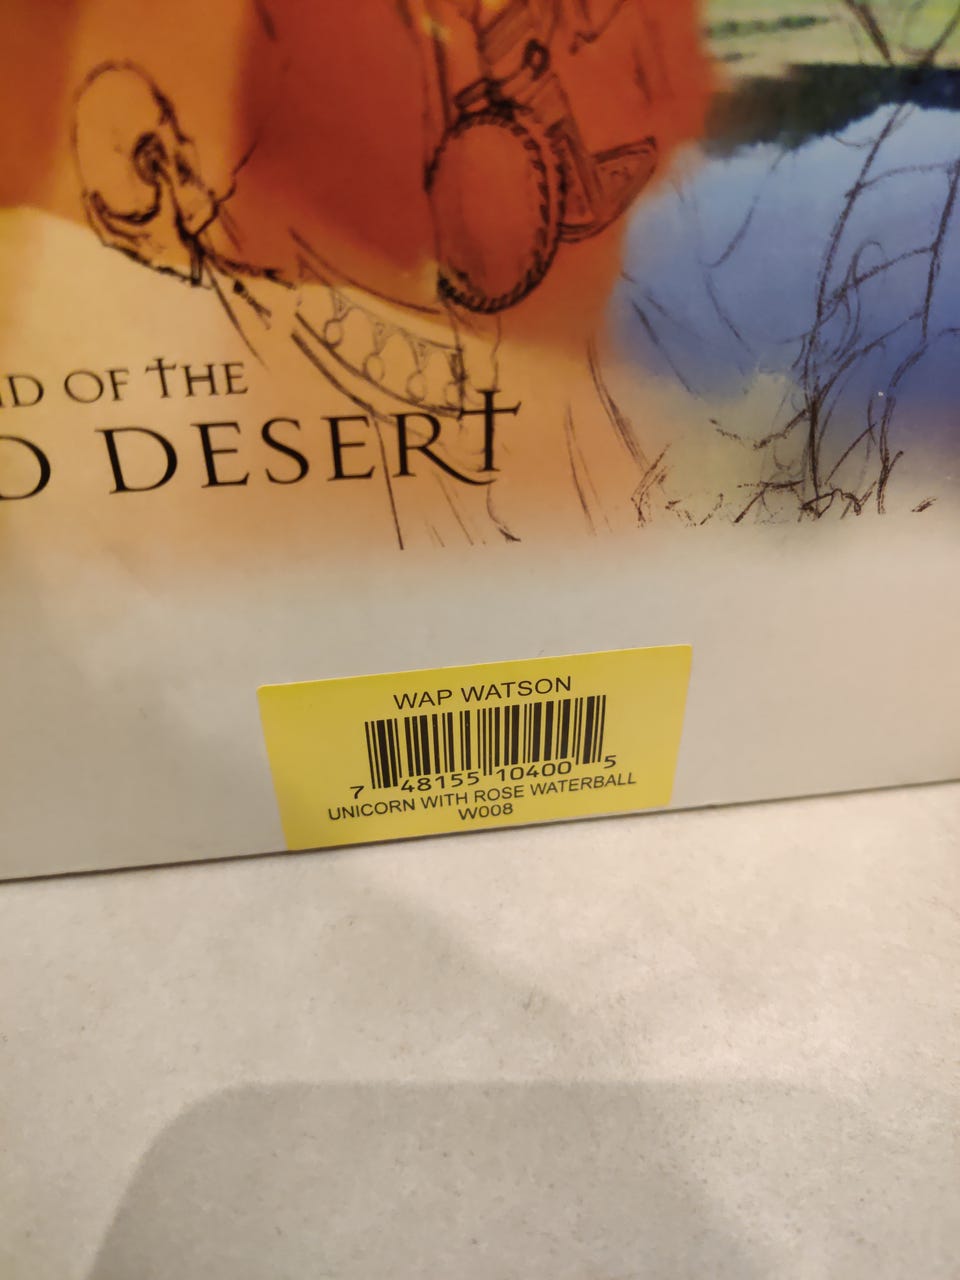 OF THE
DESERT
WAP WATSON
7 48155 10400 5
UNICORN WITH ROSE WATERBALL
W008